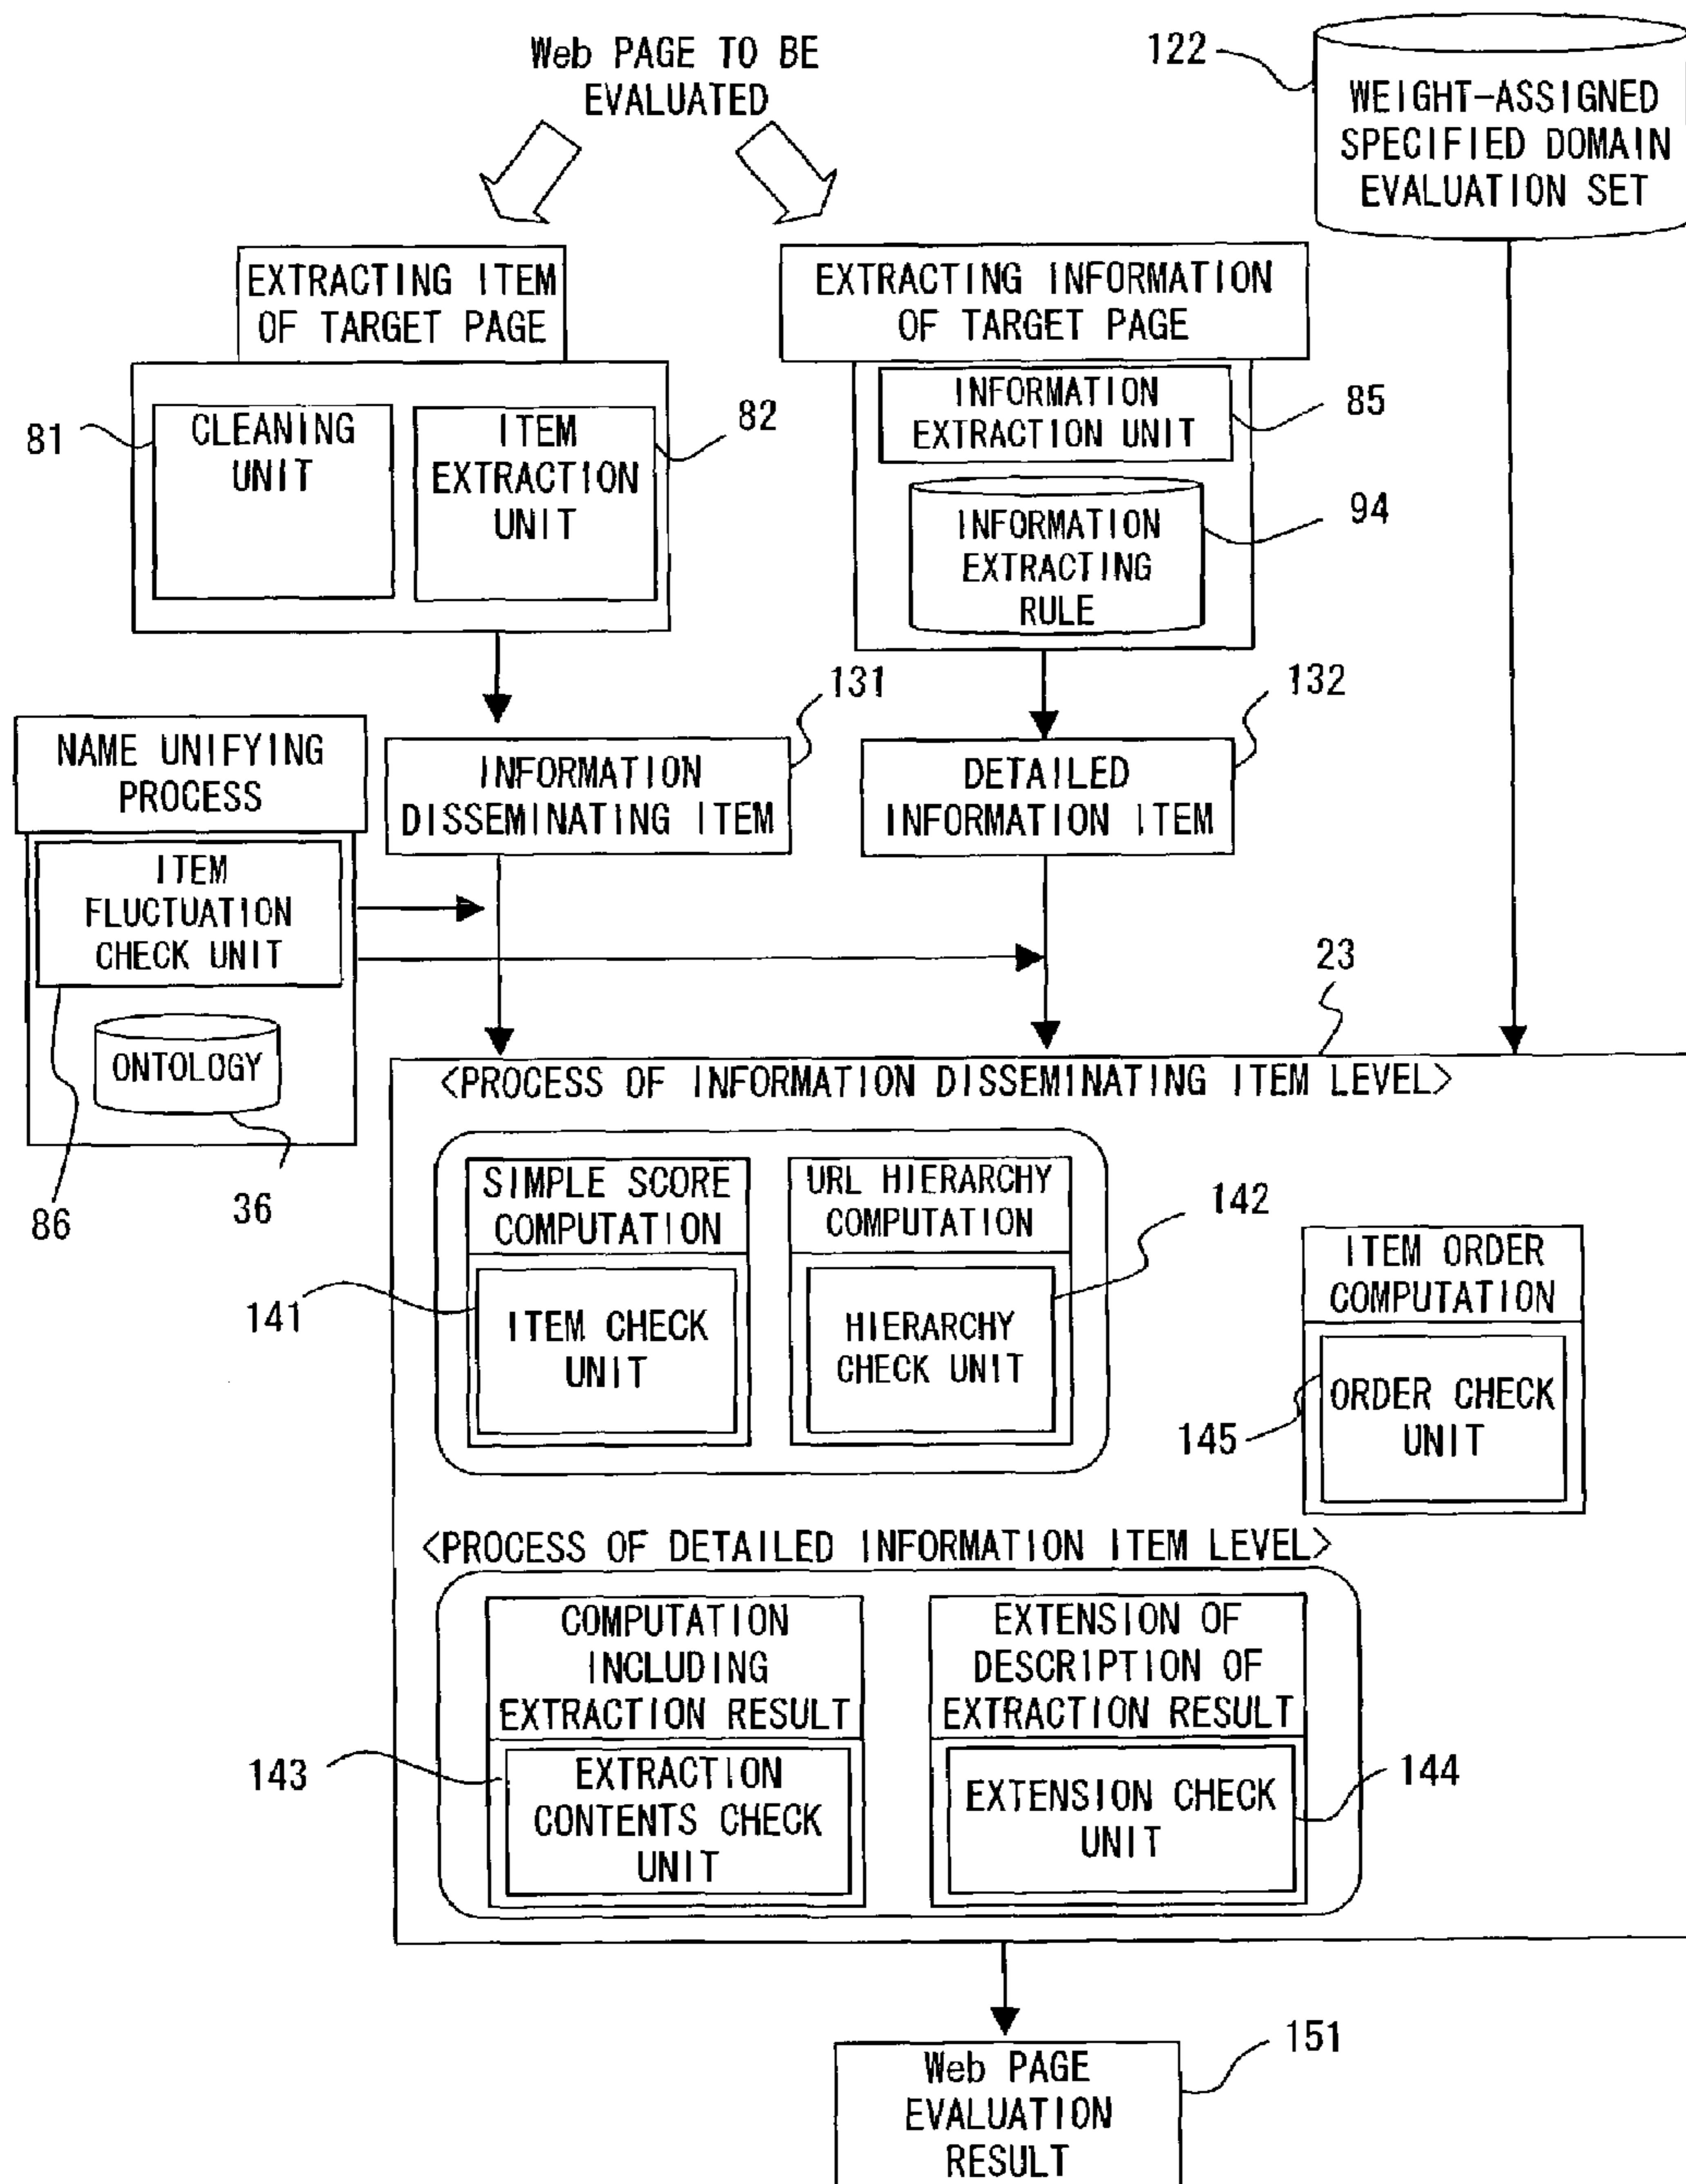 Web PAGE TO BE
EVALUATED
122
WEIGHT-ASSIGNED
SPECIFIED DOMAIN
EVALUATION SET
EXTRACTING ITEM
OF TARGET PAGE
EXTRACTING INFORMATION
OF TARGET PAGE
81
CLEANING
UNIT
ITEM
EXTRACTION
UNIT
82
INFORMATION
EXTRACTION UNIT
85
INFORMATION
EXTRACTING
RULE
94
NAME UNIFYING
PROCESS
ITEM
FLUCTUATION
CHECK UNIT
ONTOLOGY
86
36
131
INFORMATION
DISSEMINATING ITEM
132
DETAILED
INFORMATION ITEM
23
<PROCESS OF INFORMATION DISSEMINATING ITEM LEVEL>
SIMPLE SCORE
COMPUTATION
141
ITEM CHECK
UNIT
URL HIERARCHY
COMPUTATION
142
HIERARCHY
CHECK UNIT
ITEM ORDER
COMPUTATION
145
ORDER CHECK
UNIT
<PROCESS OF DETAILED INFORMATION ITEM LEVEL>
COMPUTATION
INCLUDING
EXTRACTION RESULT
143
EXTRACTION
CONTENTS CHECK
UNIT
EXTENSION OF
DESCRIPTION OF
EXTRACTION RESULT
EXTENSION CHECK
UNIT
144
151
Web PAGE
EVALUATION
RESULT